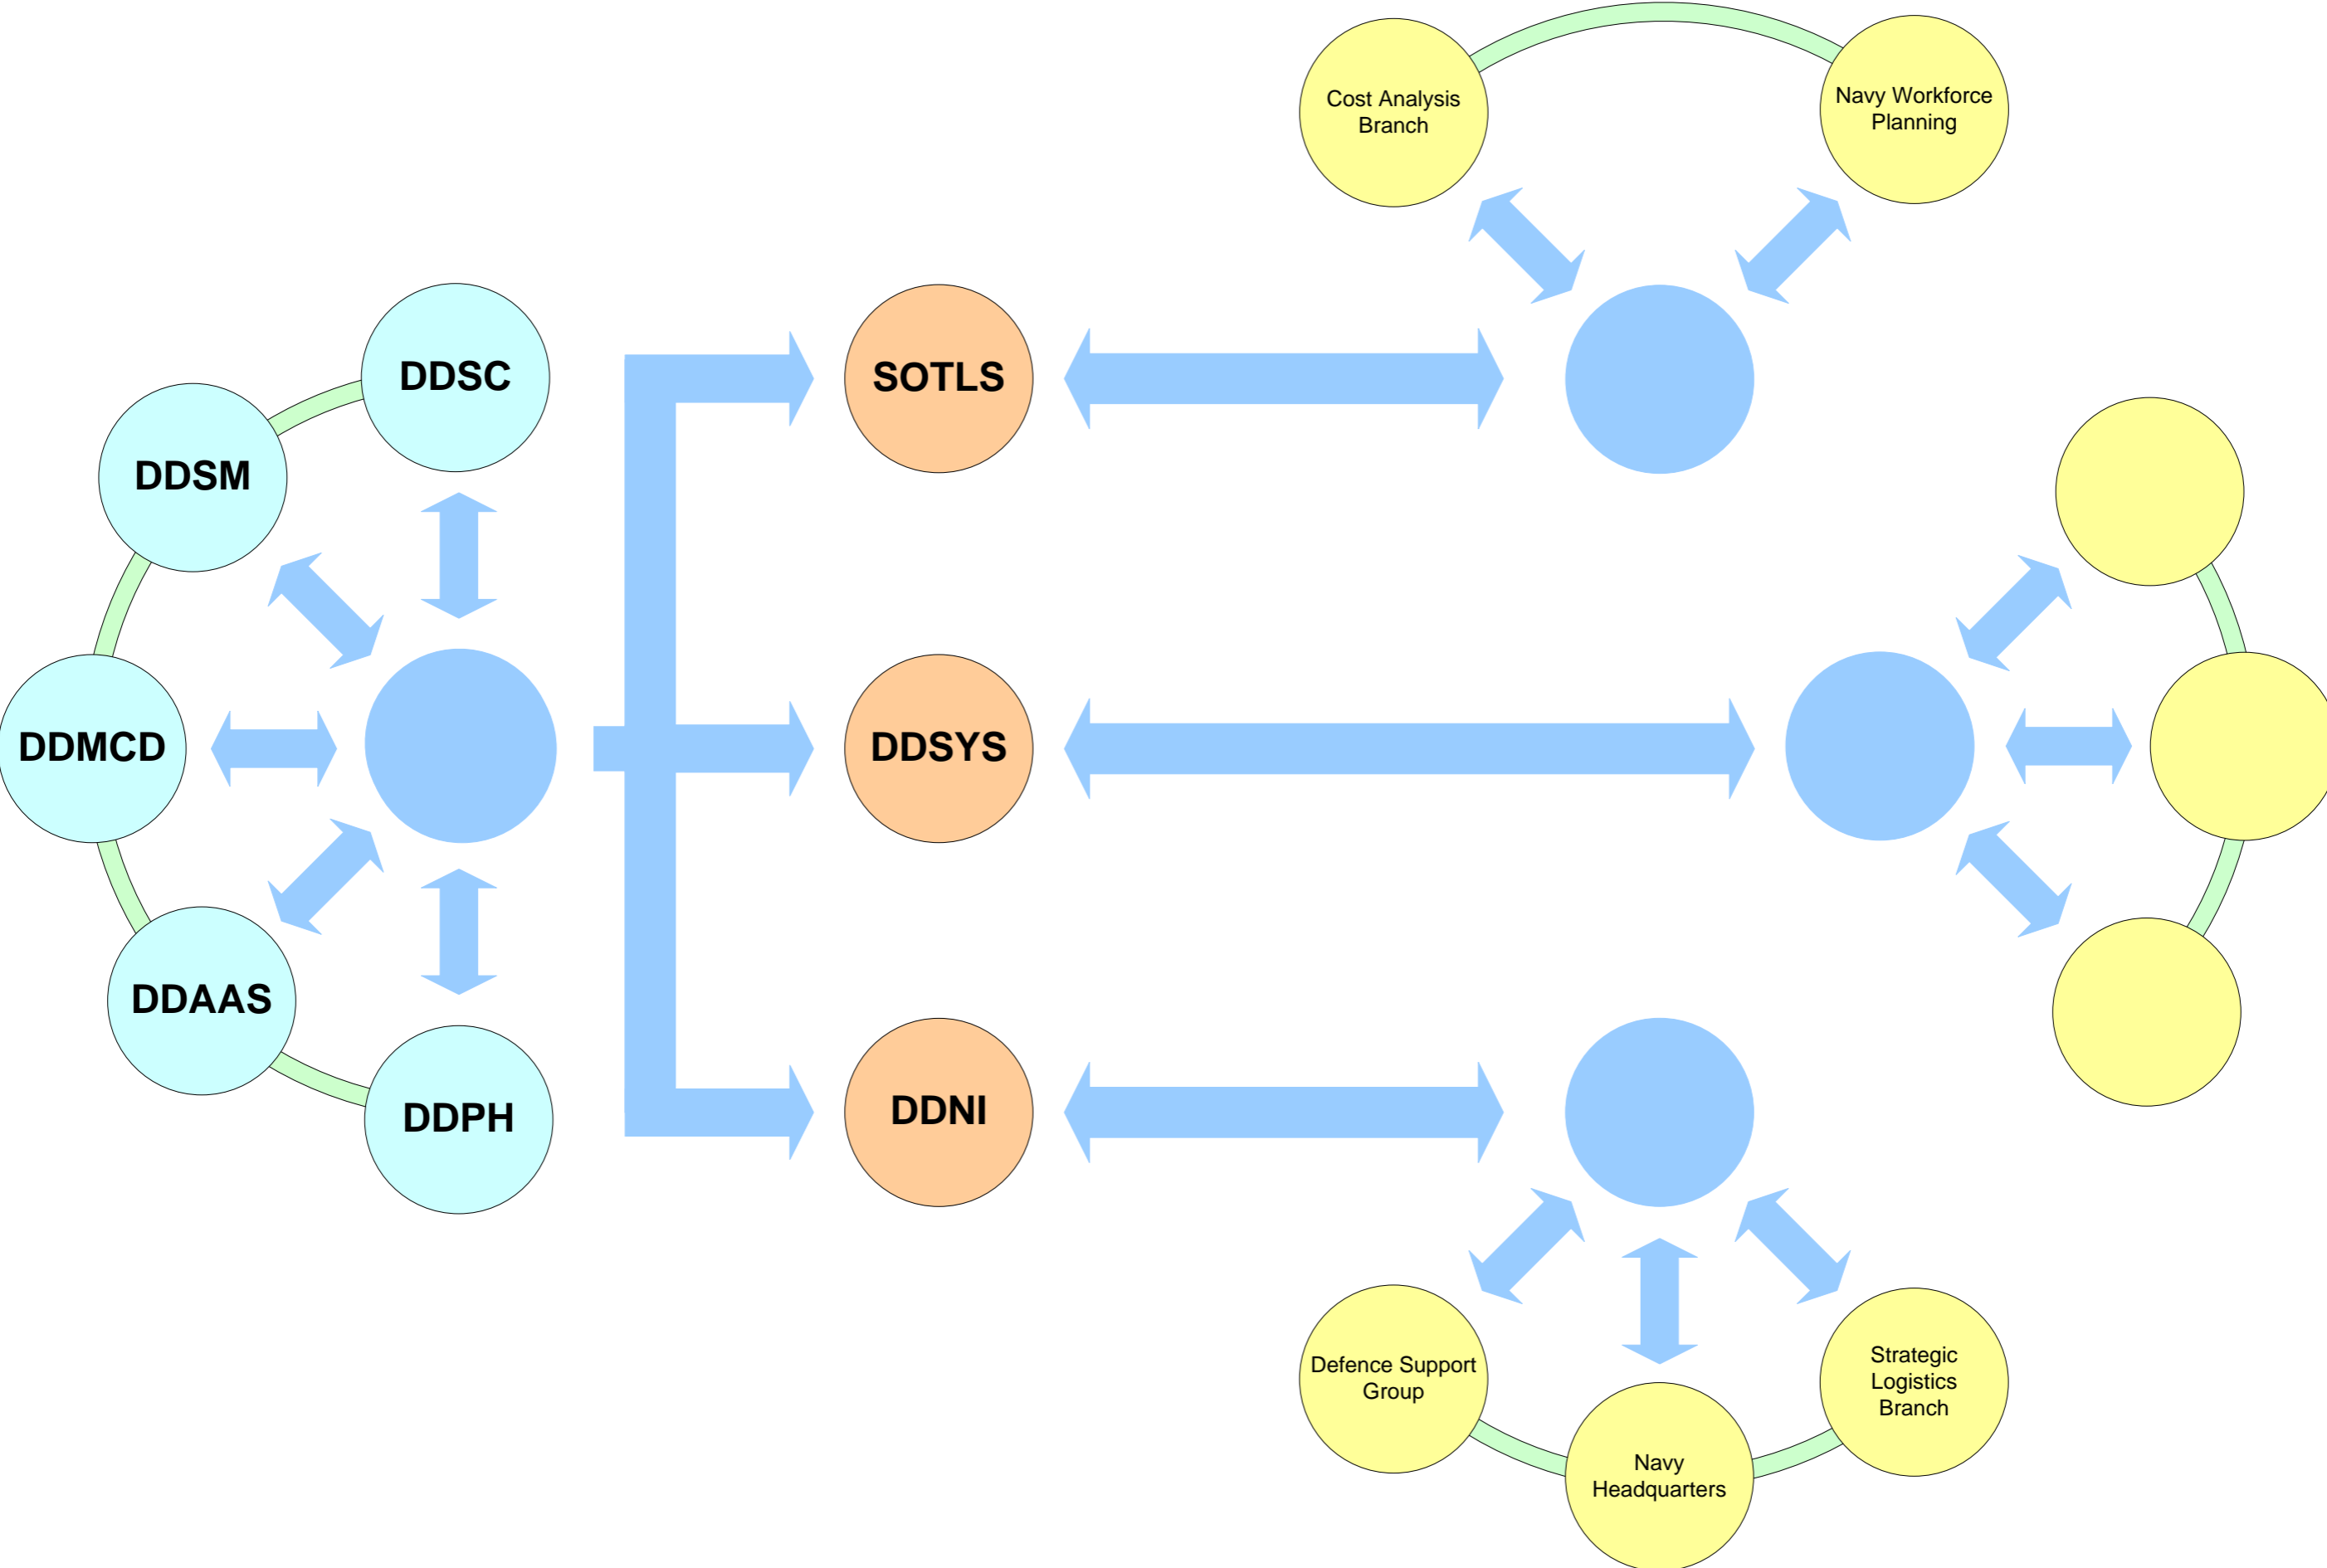 Cost Analysis
Branch
Navy Workforce
Planning
DDSC
SOTLS
DDSM
DDMCD
DDSYS
DDAAS
DDPH
DDNI
Defence Support
Group
Navy
Headquarters
Strategic
Logistics
Branch